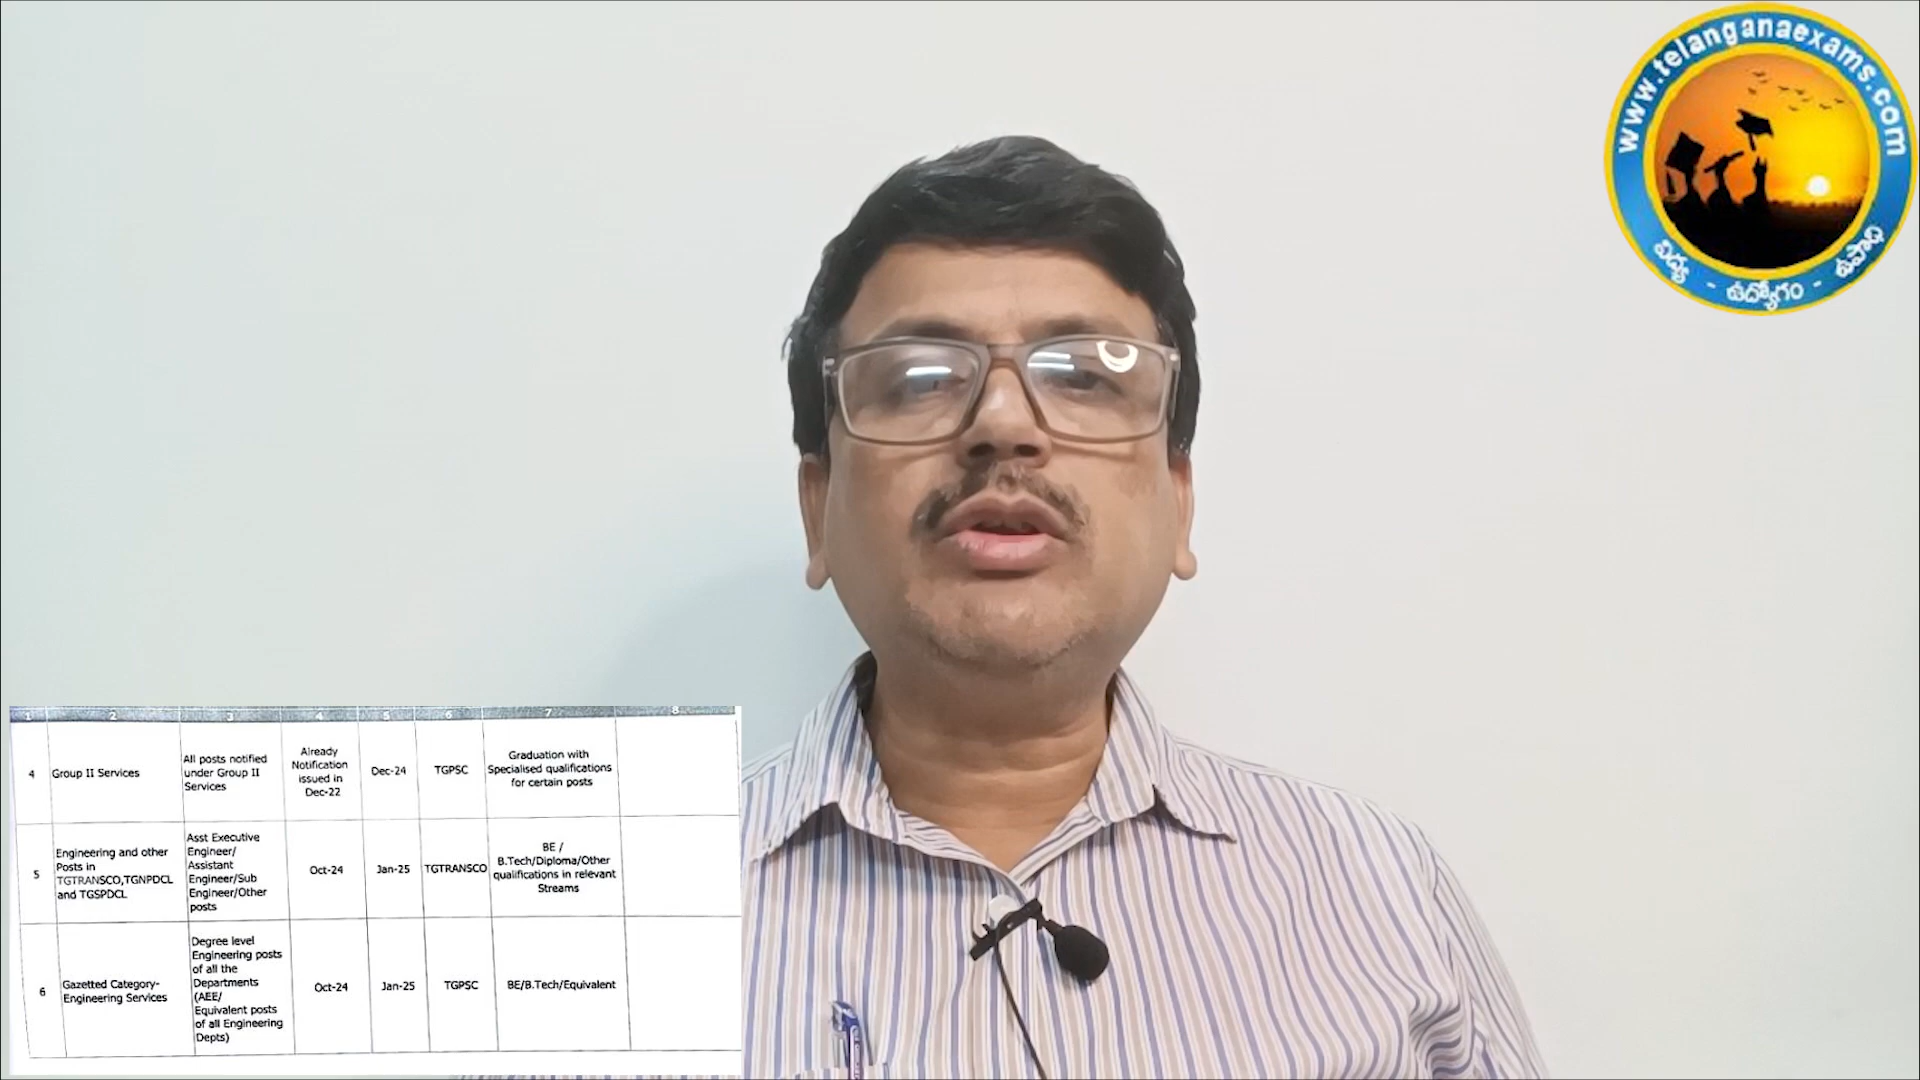 www.telanganaexams.com
విద్య - ఉద్యోగం - ఉపాధి
1 2 3 4 5 6 7 8
4
Group II Services
All posts notified
under Group II
Services
Already
Notification
issued in
Dec-22
Dec-24
TGPSC
Graduation with
Specialised qualifications
for certain posts
5
Engineering and other
Posts in
TGTRANSCO,TGNPDCL
and TGSPDCL
Asst Executive
Engineer/
Assistant
Engineer/Sub
Engineer/Other
posts
Oct-24
Jan-25
TGTRANSCO
BE /
B.Tech/Diploma/Other
qualifications in relevant
Streams
6
Gazetted Category-
Engineering Services
Degree level
Engineering posts
of all the
Departments
(AEE/
Equivalent posts
of all Engineering
Depts)
Oct-24
Jan-25
TGPSC
BE/B.Tech/Equivalent